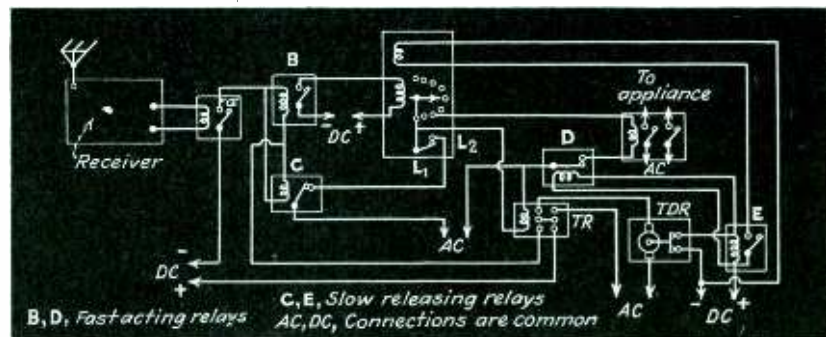 B
To
appliance
a
- DC +
L₂
D
AC
Receiver
L₁
C
TDR
E
TR
AC
-
DC
+
AC
- DC +
C, E, Slow releasing relays
B, D, Fast acting relays
AC, DC, Connections are common